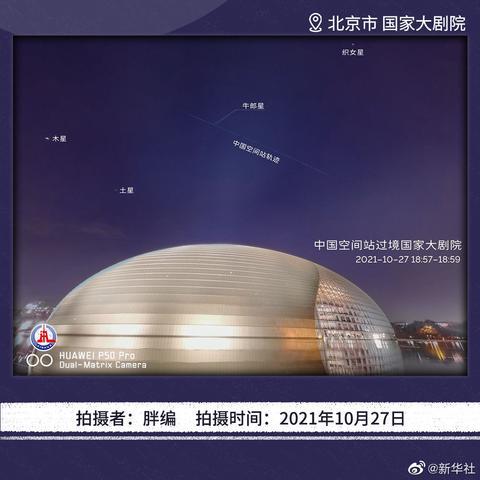 北京市 国家大剧院
织女星
牛郎星
木星
中国空间站轨迹
土星
中国空间站过境国家大剧院
2021-10-27 18:57-18:59
HUAWEI P50 Pro
Dual-Matrix Camera
拍摄者：胖编 拍摄时间：2021年10月27日
@新华社